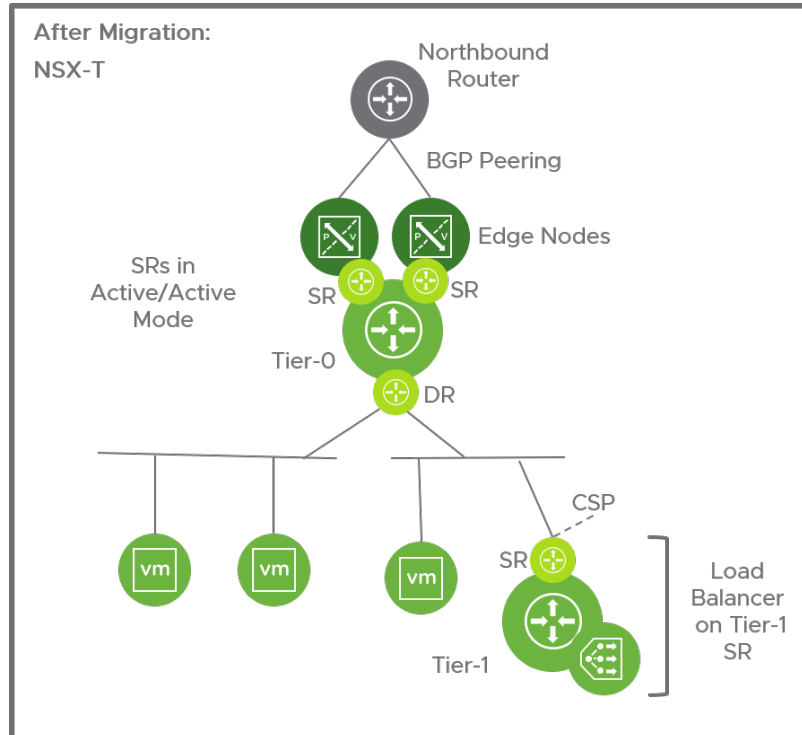 After Migration:
NSX-T
Northbound
Router
BGP Peering
P V
P V
Edge Nodes
SRs in
Active/Active
Mode
SR
SR
Tier-0
DR
CSP
vm
vm
vm
SR
Load
Balancer
on Tier-1
SR
Tier-1